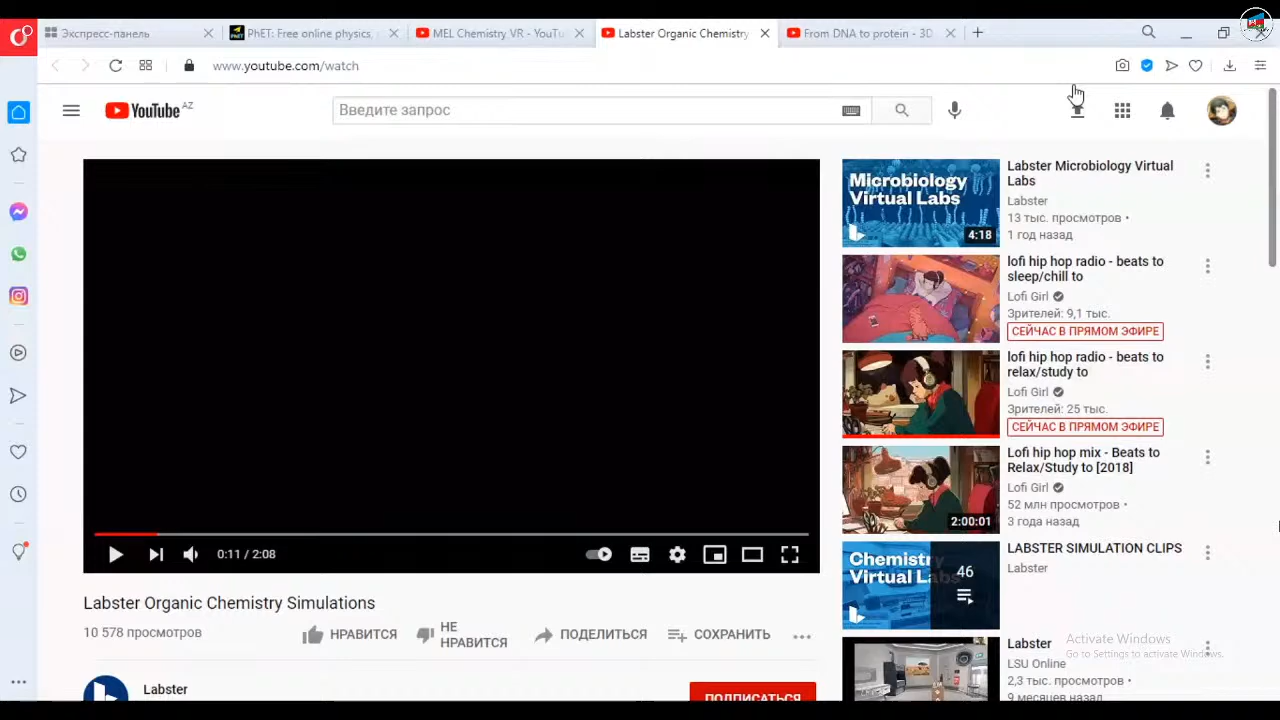 Экспресс-панель
PhET: Free online physics,
MEL Chemistry VR - YouTu
Labster Organic Chemistry
From DNA to protein - 3D
www.youtube.com/watch
YouTube AZ
Введите запрос
Microbiology
Virtual Labs
4:18
Labster Microbiology Virtual
Labs
Labster
13 тыс. просмотров •
1 год назад
lofi hip hop radio - beats to
sleep/chill to
Lofi Girl
Зрителей: 9,1 тыс.
СЕЙЧАС В ПРЯМОМ ЭФИРЕ
lofi hip hop radio - beats to
relax/study to
Lofi Girl
Зрителей: 25 тыс.
СЕЙЧАС В ПРЯМОМ ЭФИРЕ
2:00:01
Lofi hip hop mix - Beats to
Relax/Study to [2018]
Lofi Girl
52 млн просмотров •
3 года назад
Chemistry
Virtual Labs
46
LABSTER SIMULATION CLIPS
Labster
Labster
LSU Online
2,3 тыс. просмотров •
9 месяцев назад
0:11 / 2:08
Labster Organic Chemistry Simulations
10 578 просмотров
НРАВИТСЯ
НЕ
НРАВИТСЯ
ПОДЕЛИТЬСЯ
СОХРАНИТЬ
Labster
ПОДПИСАТЬСЯ
Activate Windows
Go to Settings to activate Windows.